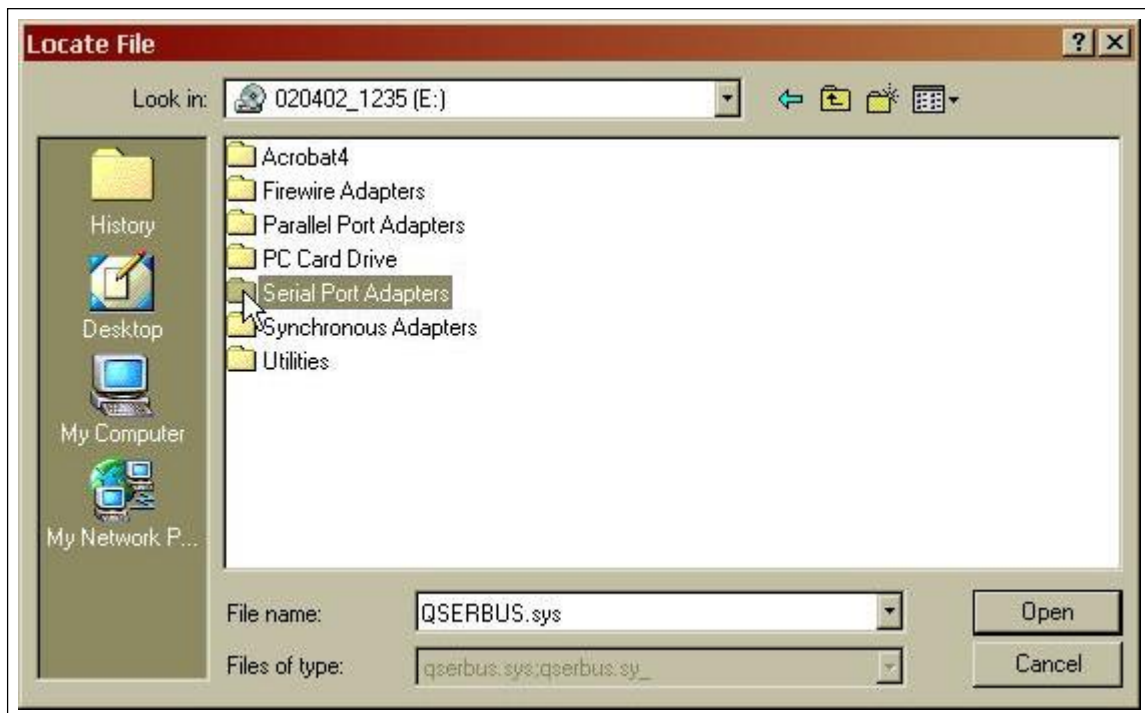 Locate File
Look in: 020402_1235 (E:)
History
Desktop
My Computer
My Network P...
Acrobat4
Firewire Adapters
Parallel Port Adapters
PC Card Drive
Serial Port Adapters
Synchronous Adapters
Utilities
File name: QSERBUS.sys Open
Files of type: qserbus.sys;qserbus.sy_ Cancel